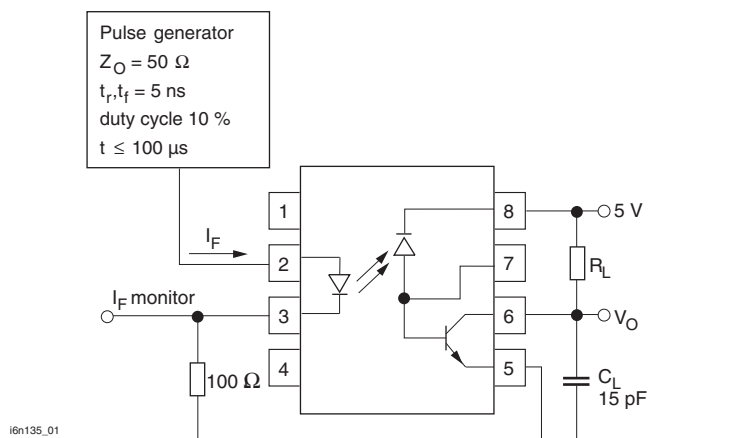 Pulse generator
Z_O = 50 Ω
t_r,t_f = 5 ns
duty cycle 10 %
t ≤ 100 μs
1
8
5 V
I_F
2
7
R_L
I_F monitor
3
6
V_O
4
5
100 Ω
C_L
15 pF
i6n135_01